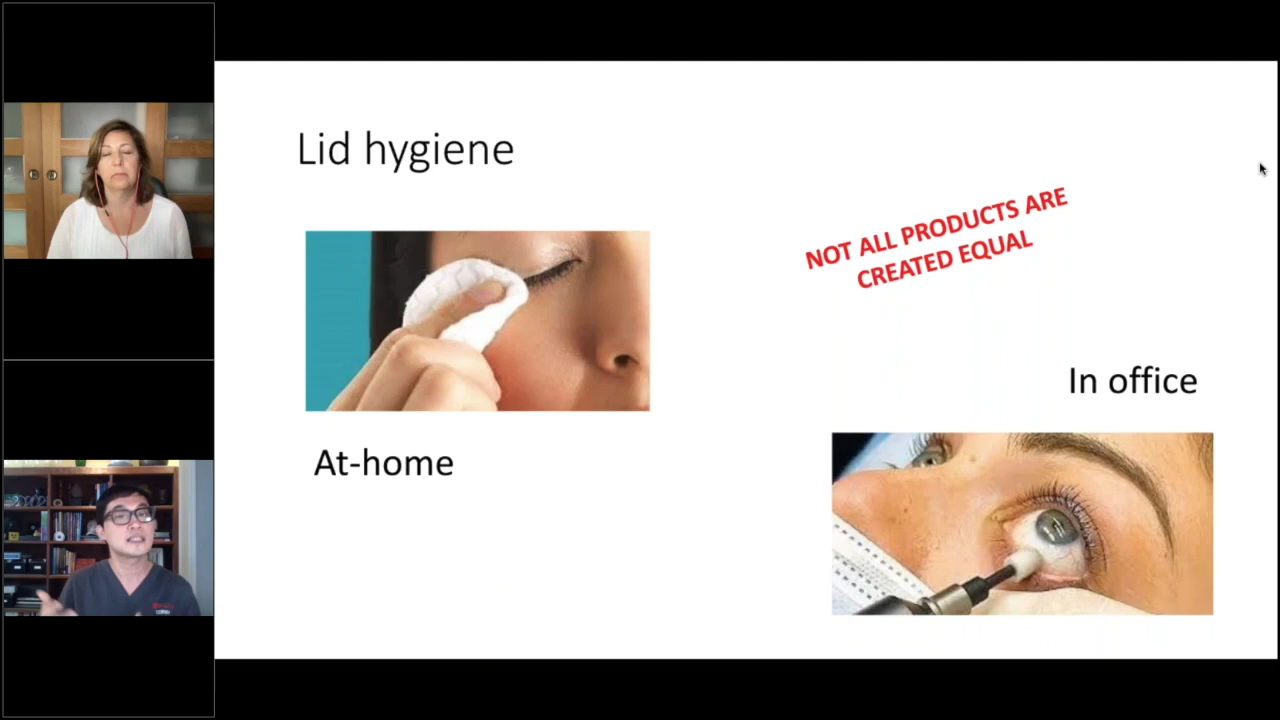 Lid hygiene
NOT ALL PRODUCTS ARE
CREATED EQUAL
In office
At-home